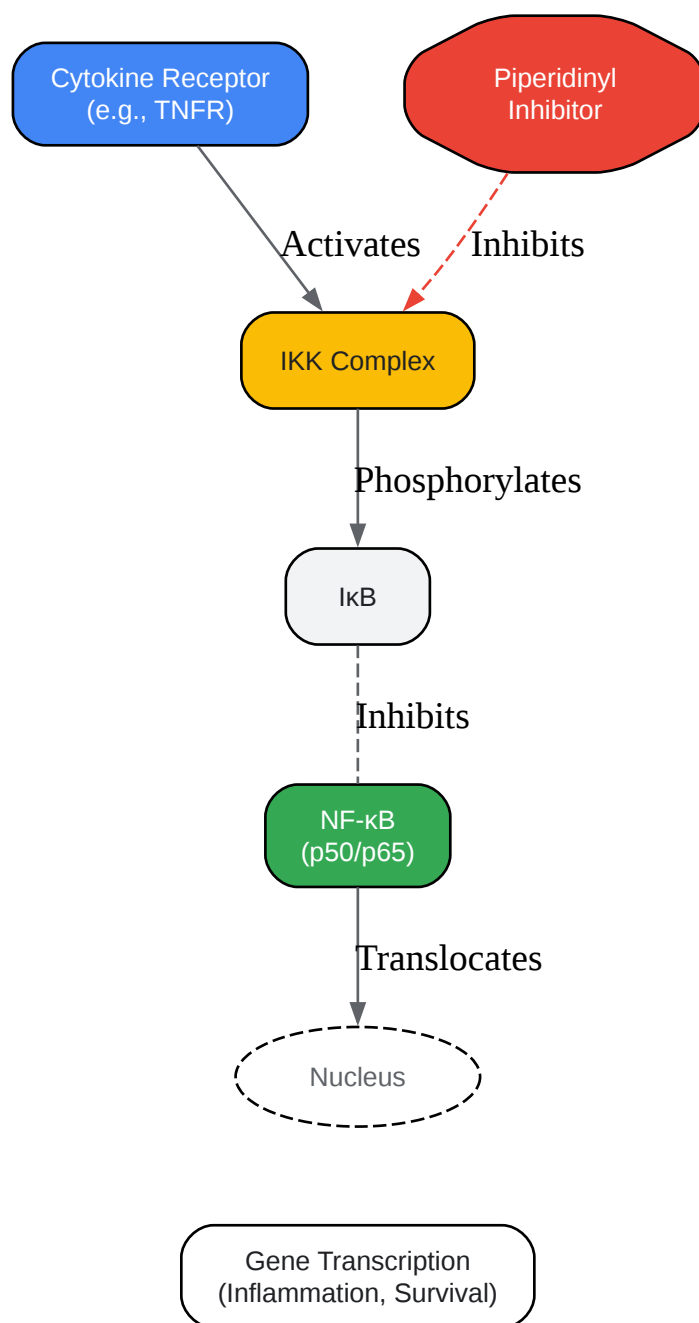 Cytokine Receptor
(e.g., TNFR)
Piperidinyl
Inhibitor
Activates
Inhibits
IKK Complex
Phosphorylates
IκB
Inhibits
NF-κB
(p50/p65)
Translocates
Nucleus
Gene Transcription
(Inflammation, Survival)